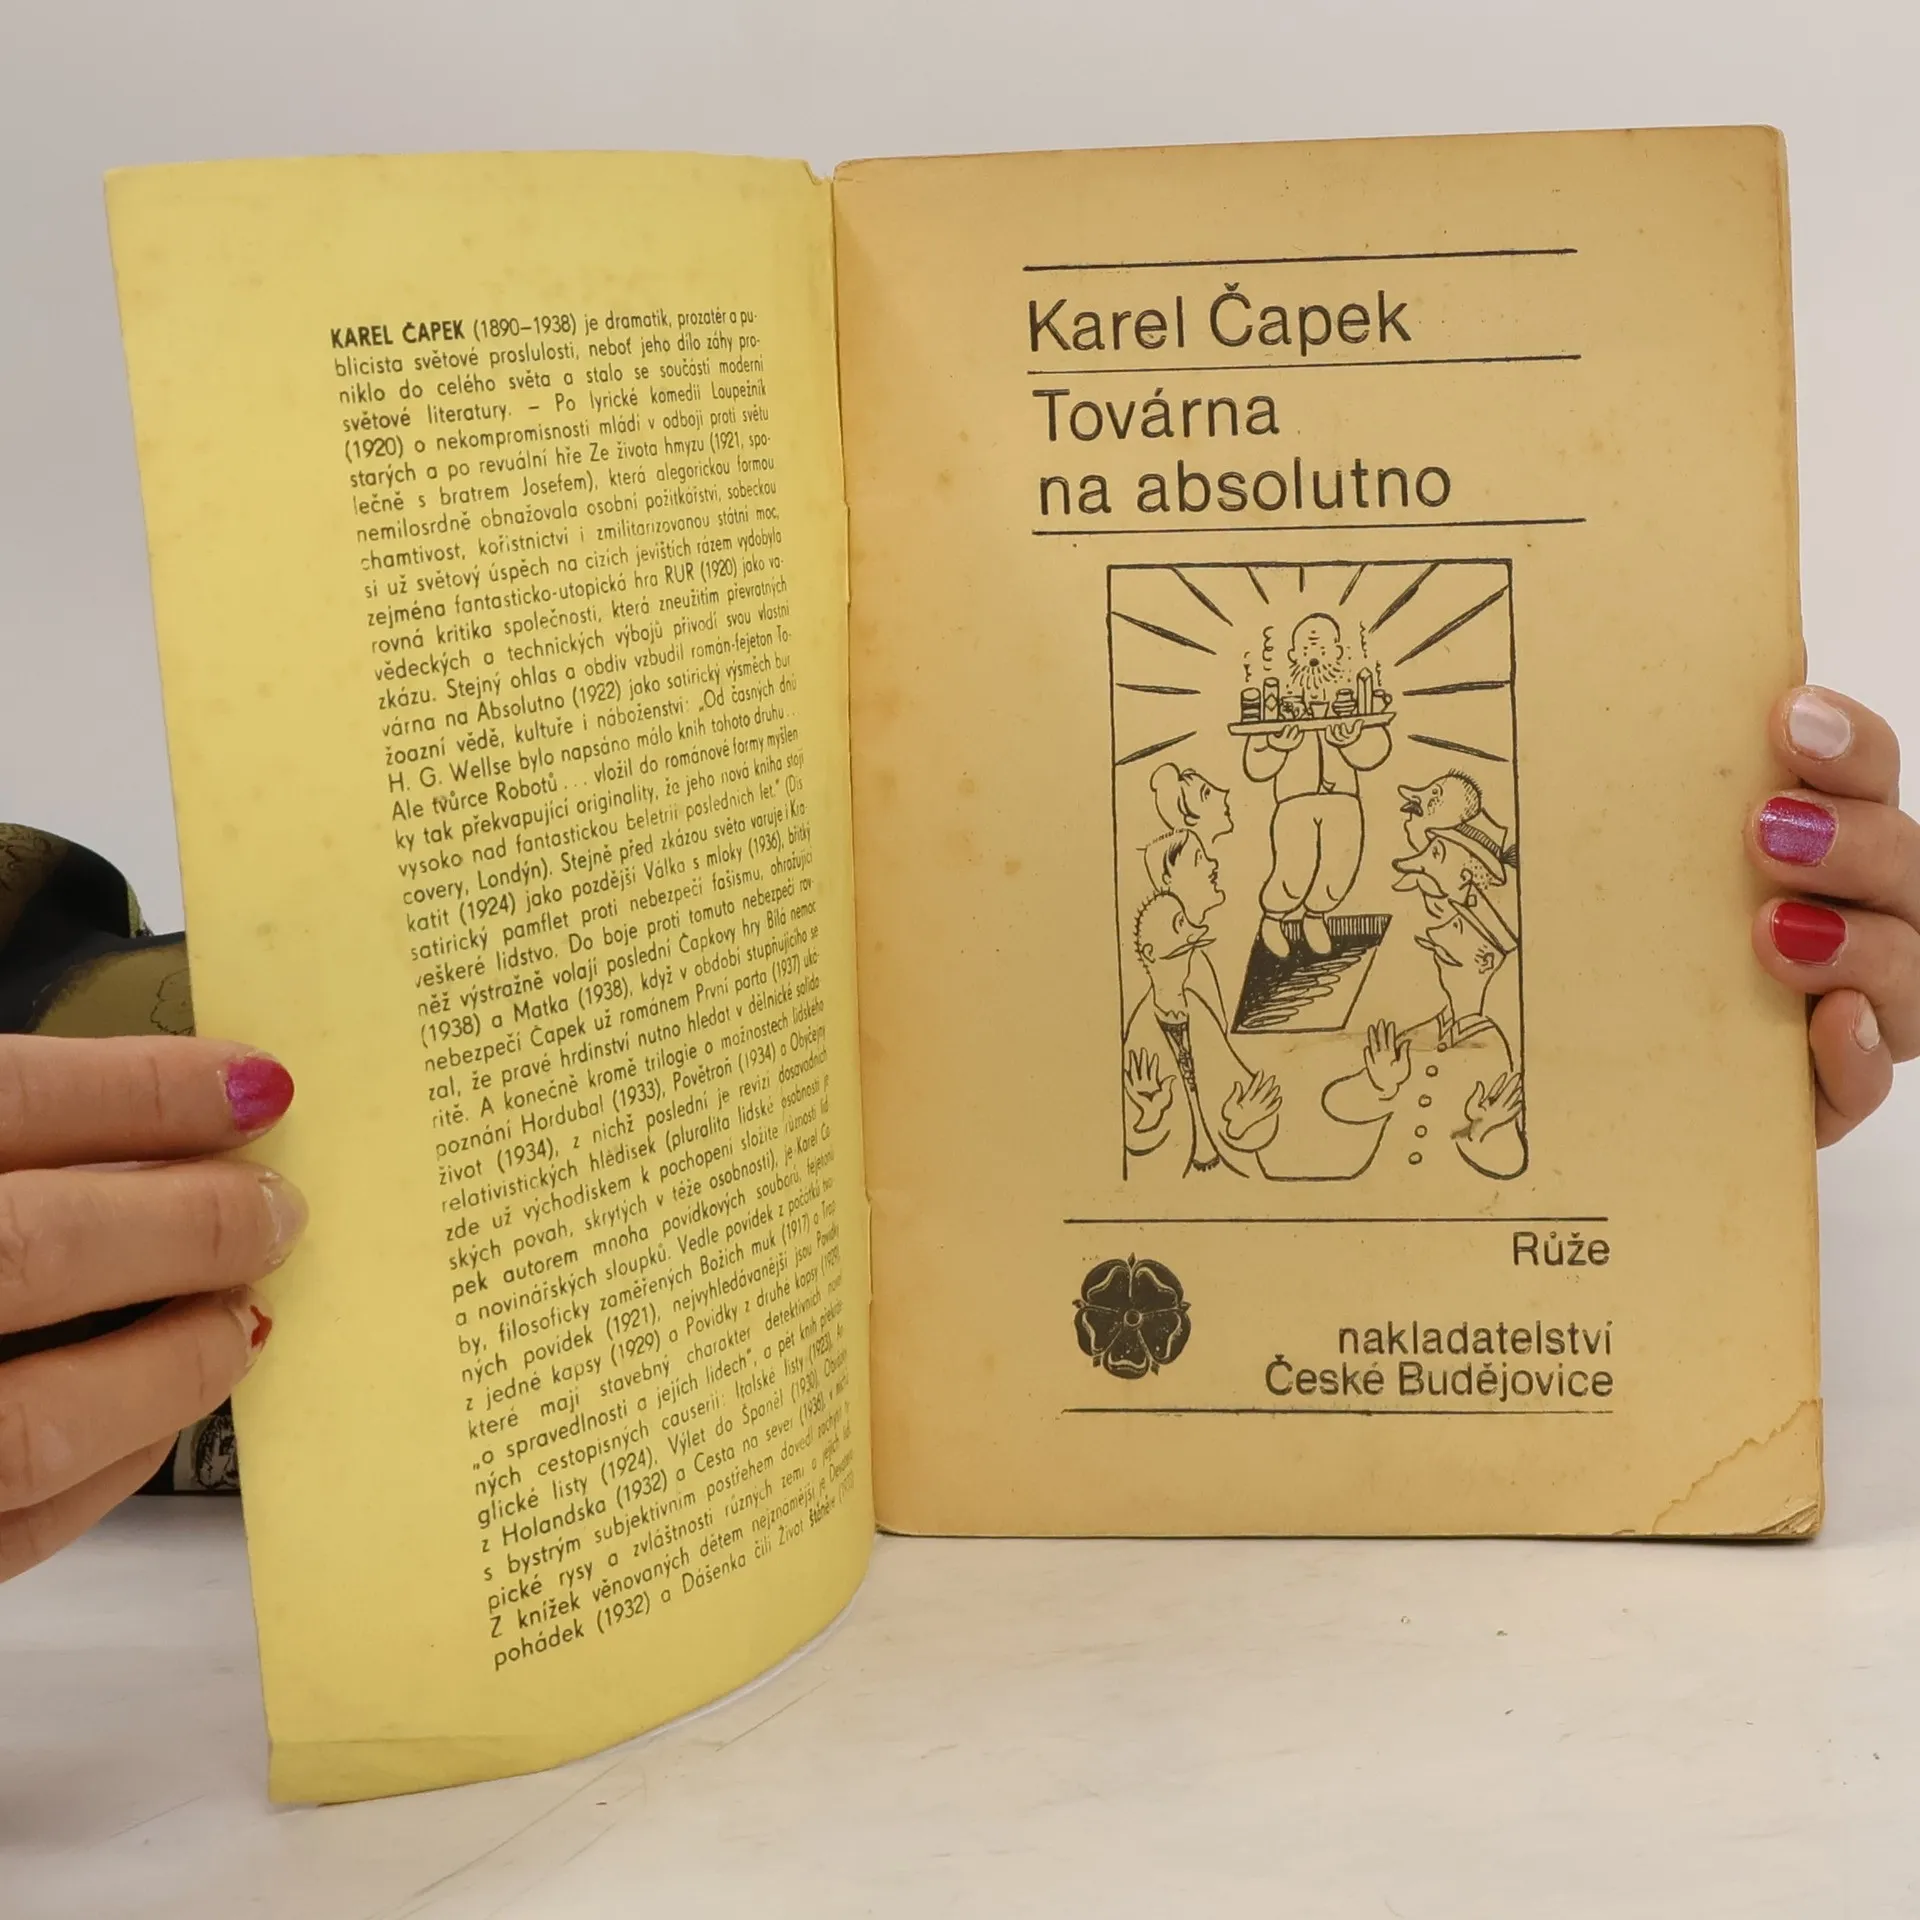 KAREL ČAPEK (1890–1938) je dramatik, prozatér a pu-
blicista světové proslulosti, neboť jeho dílo záhy pro-
niklo do celého světa a stalo se součástí moderní
světové literatury. – Po lyrické komedii Loupežník
(1920) o nekompromisnosti mládí v odboji proti světu
starých a po revuální hře Ze života hmyzu (1921, spo-
lečně s bratrem Josefem), která alegorickou formou
nemilosrdně obnažovala osobní požitkářství, sobeckou
chamtivost, kořistnictví i zmilitarizovanou státní moc,
si už světový úspěch na cizích jevištích rázem vydobyla
zejména fantasticko-utopická hra RUR (1920) jako va-
rovná kritika společnosti, která zneužitím převratných
vědeckých a technických výbojů přivodí svou vlastní
zkázu. Stejný ohlas a obdiv vzbudil román-fejeton To-
várna na Absolutno (1922) jako satirický výsměch bur
žoazní vědě, kultuře i náboženství: „Od časných dnů
H. G. Wellse bylo napsáno málo knih tohoto druhu...
Ale tvůrce Robotů ... vložil do románové formy myšlen
ky tak překvapující originality, že jeho nová kniha stojí
vysoko nad fantastickou beletrií posledních let.“ (Dis
covery, Londýn). Stejně před zkázou světa varuje i Kra-
katit (1924) jako pozdější Válka s mloky (1936), břitký
satirický pamflet proti nebezpečí fašismu, ohrožující
veškeré lidstvo. Do boje proti tomuto nebezpečí rov-
něž výstražně volají poslední Čapkovy hry Bílá nemoc
(1938) a Matka (1938), když v období stupňujícího se
nebezpečí Čapek už románem První parta (1937) uká-
zal, že pravé hrdinství nutno hledat v dělnické solida
ritě. A konečně kromě trilogie o možnostech lidského
poznání Hordubal (1933), Povětroň (1934) a Obyčejný
život (1934), z nichž poslední je revizí dosavadních
relativistických hledisek (pluralita lidské osobnosti je
zde už východiskem k pochopení složité různosti lid
ských povah, skrytých v téže osobnosti), je Karel Ča
pek autorem mnoha povídkových souborů, fejetonů
a novinářských sloupků. Vedle povídek z počátků tvor
by, filosoficky zaměřených Božích muk (1917) a Trap
ných povídek (1921), nejvyhledávanější jsou Povídky
z jedné kapsy (1929) a Povídky z druhé kapsy (1929)
které mají stavebný charakter detektivních novel
„o spravedlnosti a jejích lidech“, a pět knih překrás
ných cestopisných causerií: Italské listy (1923), An
glické listy (1924), Výlet do Španěl (1930), Obrázky
z Holandska (1932) a Cesta na sever (1936), v nichž
s bystrým subjektivním postřehem dovedl zachytit ty
pické rysy a zvláštnosti různých zemí a jejich lidí.
Z knížek věnovaných dětem nejznámější je Devatero
pohádek (1932) a Dášenka čili Život štěněte (1933)
Karel Čapek
Továrna
na absolutno
Růže
nakladatelství
České Budějovice